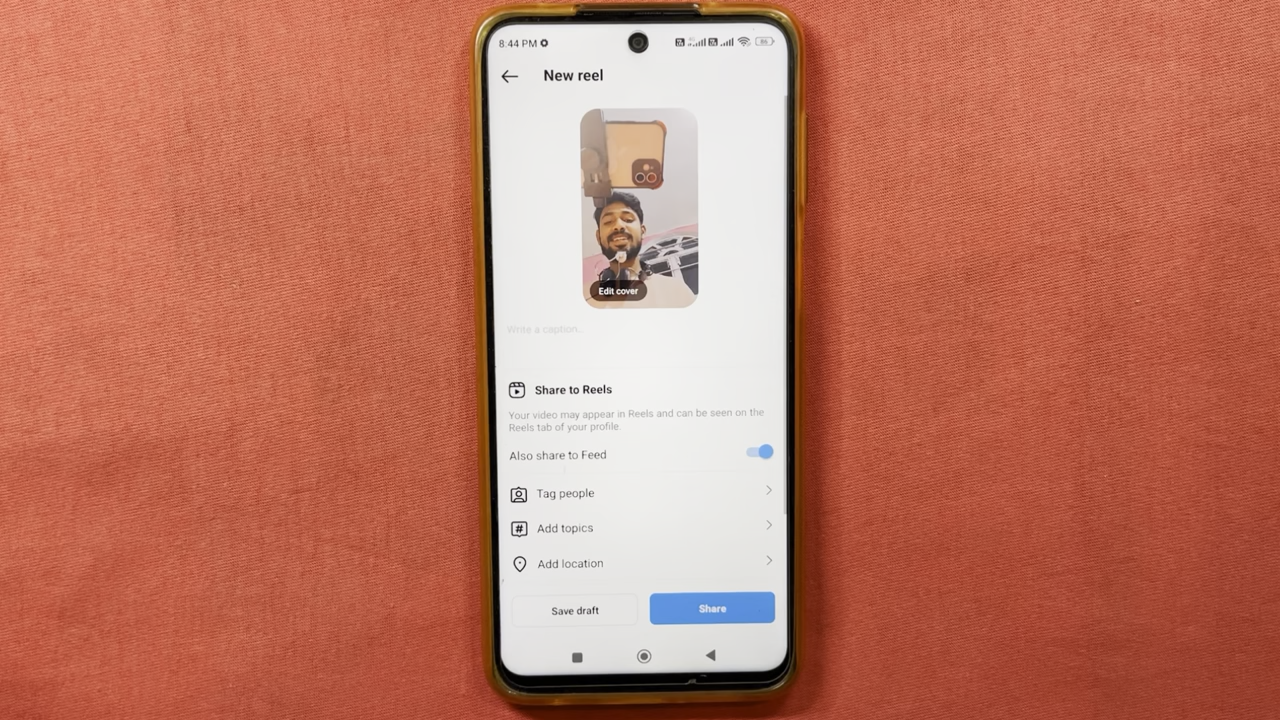 8:44 PM
86
New reel
Edit cover
Write a caption...
Share to Reels
Your video may appear in Reels and can be seen on the
Reels tab of your profile.
Also share to Feed
Tag people
#
Add topics
Add location
Save draft
Share